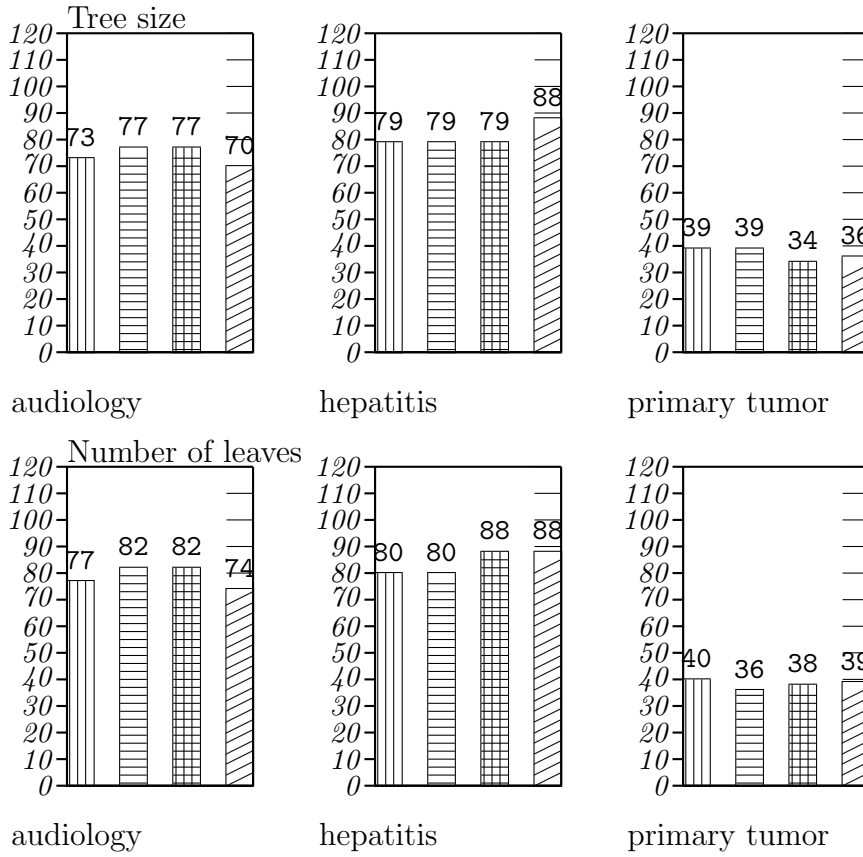 Tree size
120 110 100 90 80 70 60 50 40 30 20 10 0
73 77 77 70
120 110 100 90 80 70 60 50 40 30 20 10 0
79 79 79 88
120 110 100 90 80 70 60 50 40 30 20 10 0
39 39 34 36
audiology hepatitis primary tumor
Number of leaves
120 110 100 90 80 70 60 50 40 30 20 10 0
77 82 82 74
120 110 100 90 80 70 60 50 40 30 20 10 0
80 80 88 88
120 110 100 90 80 70 60 50 40 30 20 10 0
40 36 38 39
audiology hepatitis primary tumor